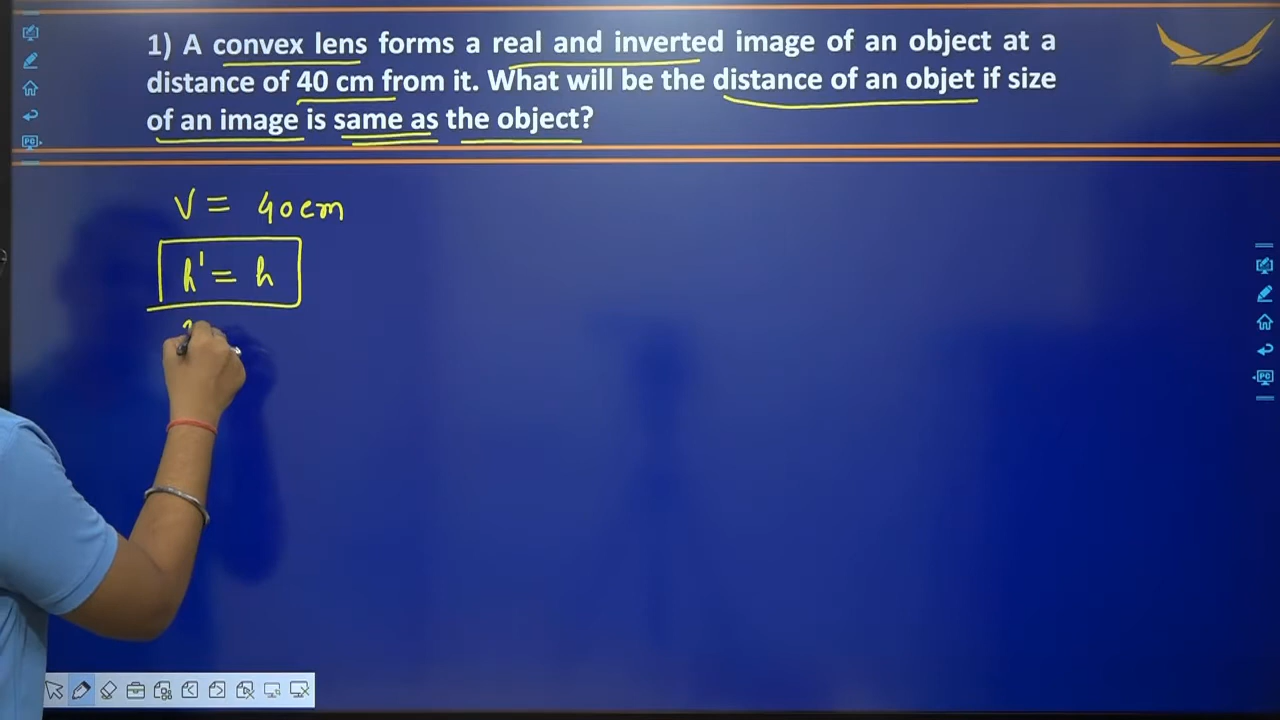 1) A convex lens forms a real and inverted image of an object at a
distance of 40 cm from it. What will be the distance of an objet if size
of an image is same as the object?
V = 40cm
h' = h